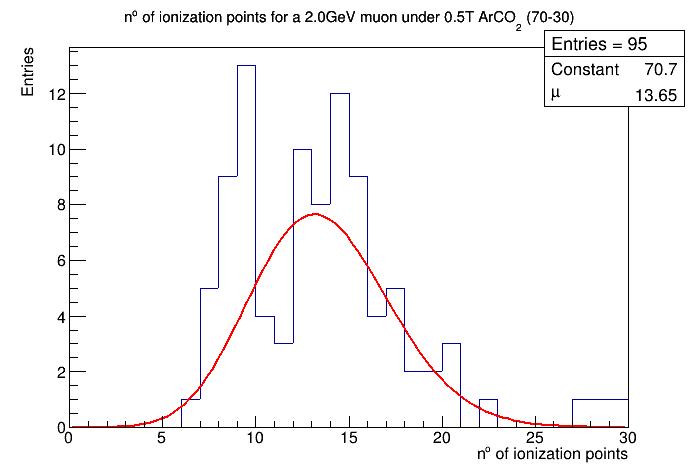 nº of ionization points for a 2.0GeV muon under 0.5T ArCO2 (70-30)
Entries = 95
Constant 70.7
μ 13.65
Entries
12
10
8
6
4
2
0
0 5 10 15 20 25 30
nº of ionization points